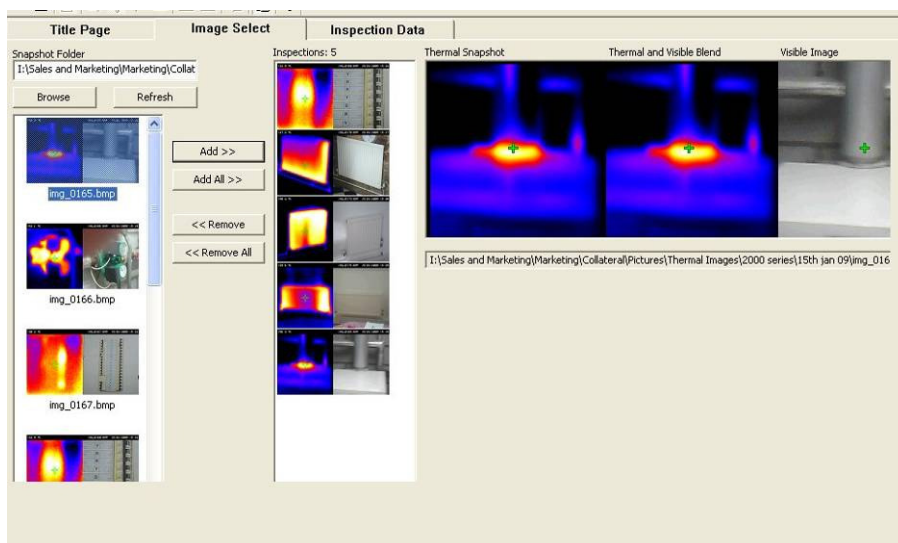 Title Page
Image Select
Inspection Data
Snapshot Folder
I:\Sales and Marketing\Marketing\Collat
Browse
Refresh
img_0165.bmp
img_0166.bmp
img_0167.bmp
Add >>
Add All >>
<< Remove
<< Remove All
Inspections: 5
Thermal Snapshot
Thermal and Visible Blend
Visible Image
I:\Sales and Marketing\Marketing\Collateral\Pictures\Thermal Images\2000 series\15th jan 09\img_016